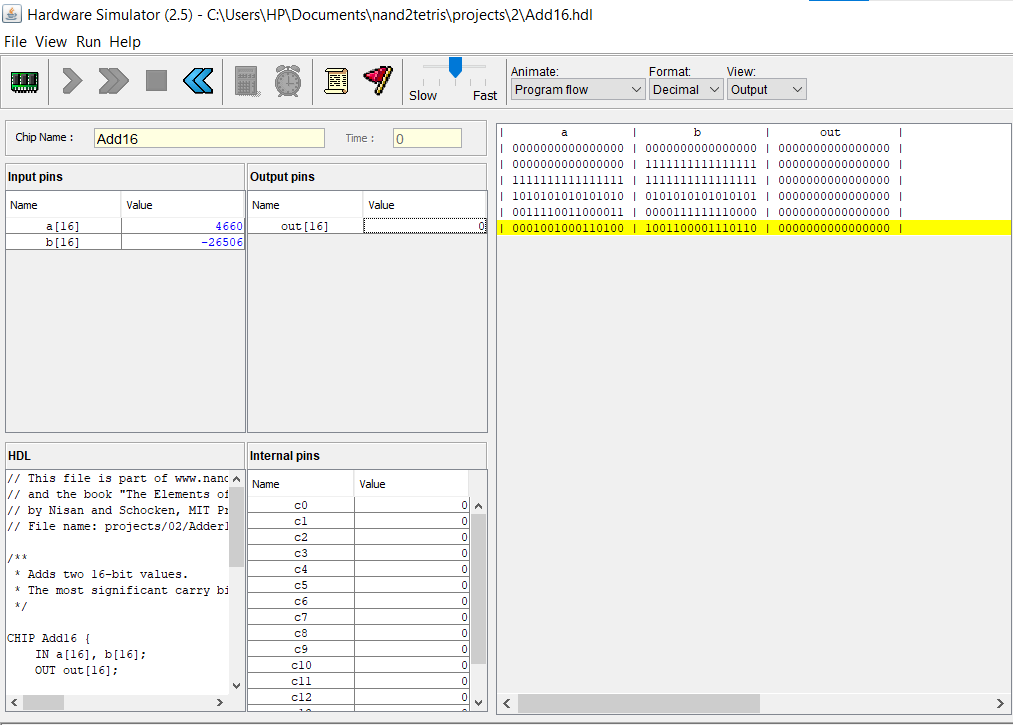 Hardware Simulator (2.5) - C:\Users\HP\Documents\nand2tetris\projects\2\Add16.hdl
File View Run Help
Slow Fast
Animate: Format: View:
Program flow Decimal Output
Chip Name : Add16 Time : 0
Input pins
Name Value
a[16] 4660
b[16] -26506
Output pins
Name Value
out[16] 0
HDL
// This file is part of www.nand
// and the book "The Elements of
// by Nisan and Schocken, MIT Pr
// File name: projects/02/Adder1
/**
* Adds two 16-bit values.
* The most significant carry bi
*/
CHIP Add16 {
IN a[16], b[16];
OUT out[16];
Internal pins
Name Value
c0 0
c1 0
c2 0
c3 0
c4 0
c5 0
c6 0
c7 0
c8 0
c9 0
c10 0
c11 0
c12 0
| a | b | out |
| 0000000000000000 | 0000000000000000 | 0000000000000000 |
| 0000000000000000 | 1111111111111111 | 0000000000000000 |
| 1111111111111111 | 1111111111111111 | 0000000000000000 |
| 1010101010101010 | 0101010101010101 | 0000000000000000 |
| 0011110011000011 | 0000111111110000 | 0000000000000000 |
| 0001001000110100 | 1001100001110110 | 0000000000000000 |